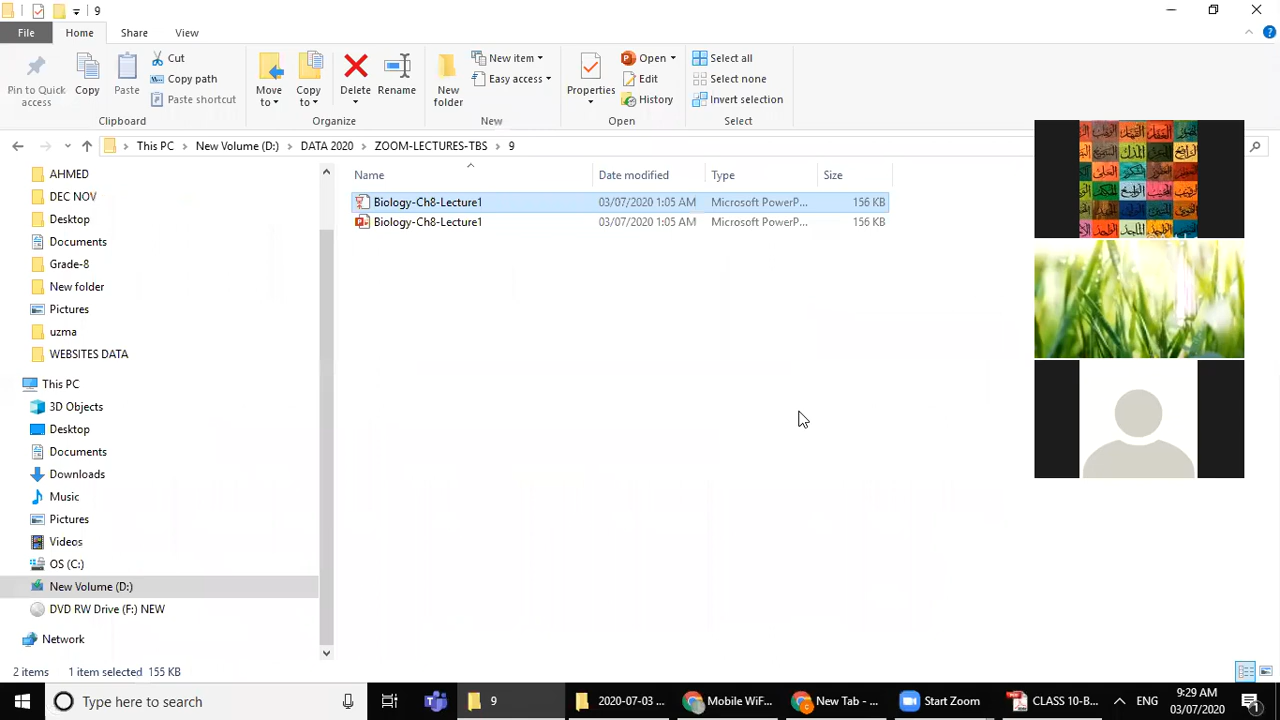 9
File Home Share View
Pin to Quick access
Copy
Paste
Cut
Copy path
Paste shortcut
Clipboard
Move to
Copy to
Delete
Rename
Organize
New folder
New item
Easy access
New
Properties
Open
Edit
History
Open
Select all
Select none
Invert selection
Select
This PC > New Volume (D:) > DATA 2020 > ZOOM-LECTURES-TBS > 9
Name Date modified Type Size
Biology-Ch8-Lecture1 03/07/2020 1:05 AM Microsoft PowerP... 156 KB
Biology-Ch8-Lecture1 03/07/2020 1:05 AM Microsoft PowerP... 156 KB
AHMED
DEC NOV
Desktop
Documents
Grade-8
New folder
Pictures
uzma
WEBSITES DATA
This PC
3D Objects
Desktop
Documents
Downloads
Music
Pictures
Videos
OS (C:)
New Volume (D:)
DVD RW Drive (F:) NEW
Network
2 items 1 item selected 155 KB
Type here to search
9
2020-07-03 ...
Mobile WiF...
New Tab - ...
Start Zoom
CLASS 10-B...
ENG
9:29 AM
03/07/2020
1